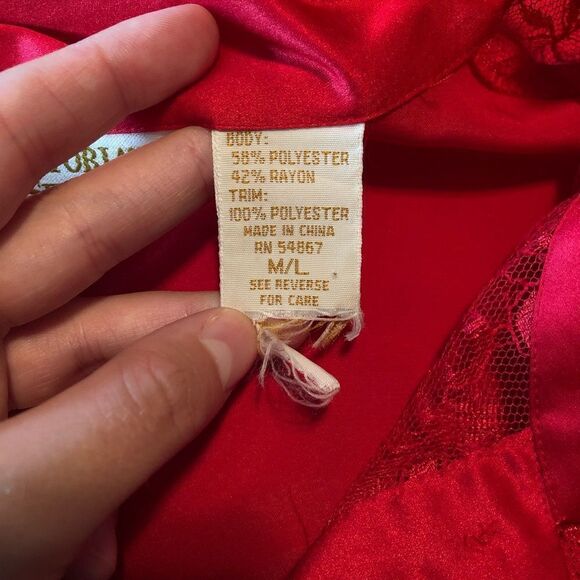 BODY:
58% POLYESTER
42% RAYON
TRIM:
100% POLYESTER
MADE IN CHINA
RN 54867
M/L
SEE REVERSE
FOR CARE